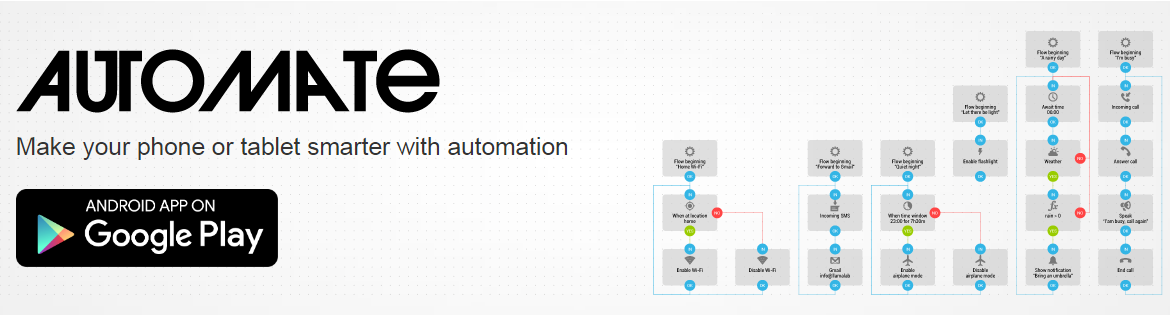 AUTOMATE
Make your phone or tablet smarter with automation
ANDROID APP ON
Google Play
Flow beginning
"Home Wi-Fi"
OK
IN
When at location
home
NO
YES
IN
Enable Wi-Fi
OK
IN
Disable Wi-Fi
OK
Flow beginning
"Forward to Gmail"
OK
IN
Incoming SMS
OK
IN
Gmail
info@llamalab
OK
Flow beginning
"Quiet night"
OK
IN
When time window
23:00 for 7h30m
NO
YES
IN
Enable
airplane mode
OK
IN
Disable
airplane mode
OK
Flow beginning
"Let there be light"
OK
IN
Enable flashlight
OK
Flow beginning
"A rainy day"
OK
IN
Await time
06:00
OK
IN
Weather
NO
YES
IN
fx
rain > 0
NO
YES
IN
Show notification
"Bring an umbrella"
OK
Flow beginning
"I'm busy"
OK
IN
Incoming call
OK
IN
Answer call
OK
IN
Speak
"I'am busy, call again"
OK
IN
End call
OK